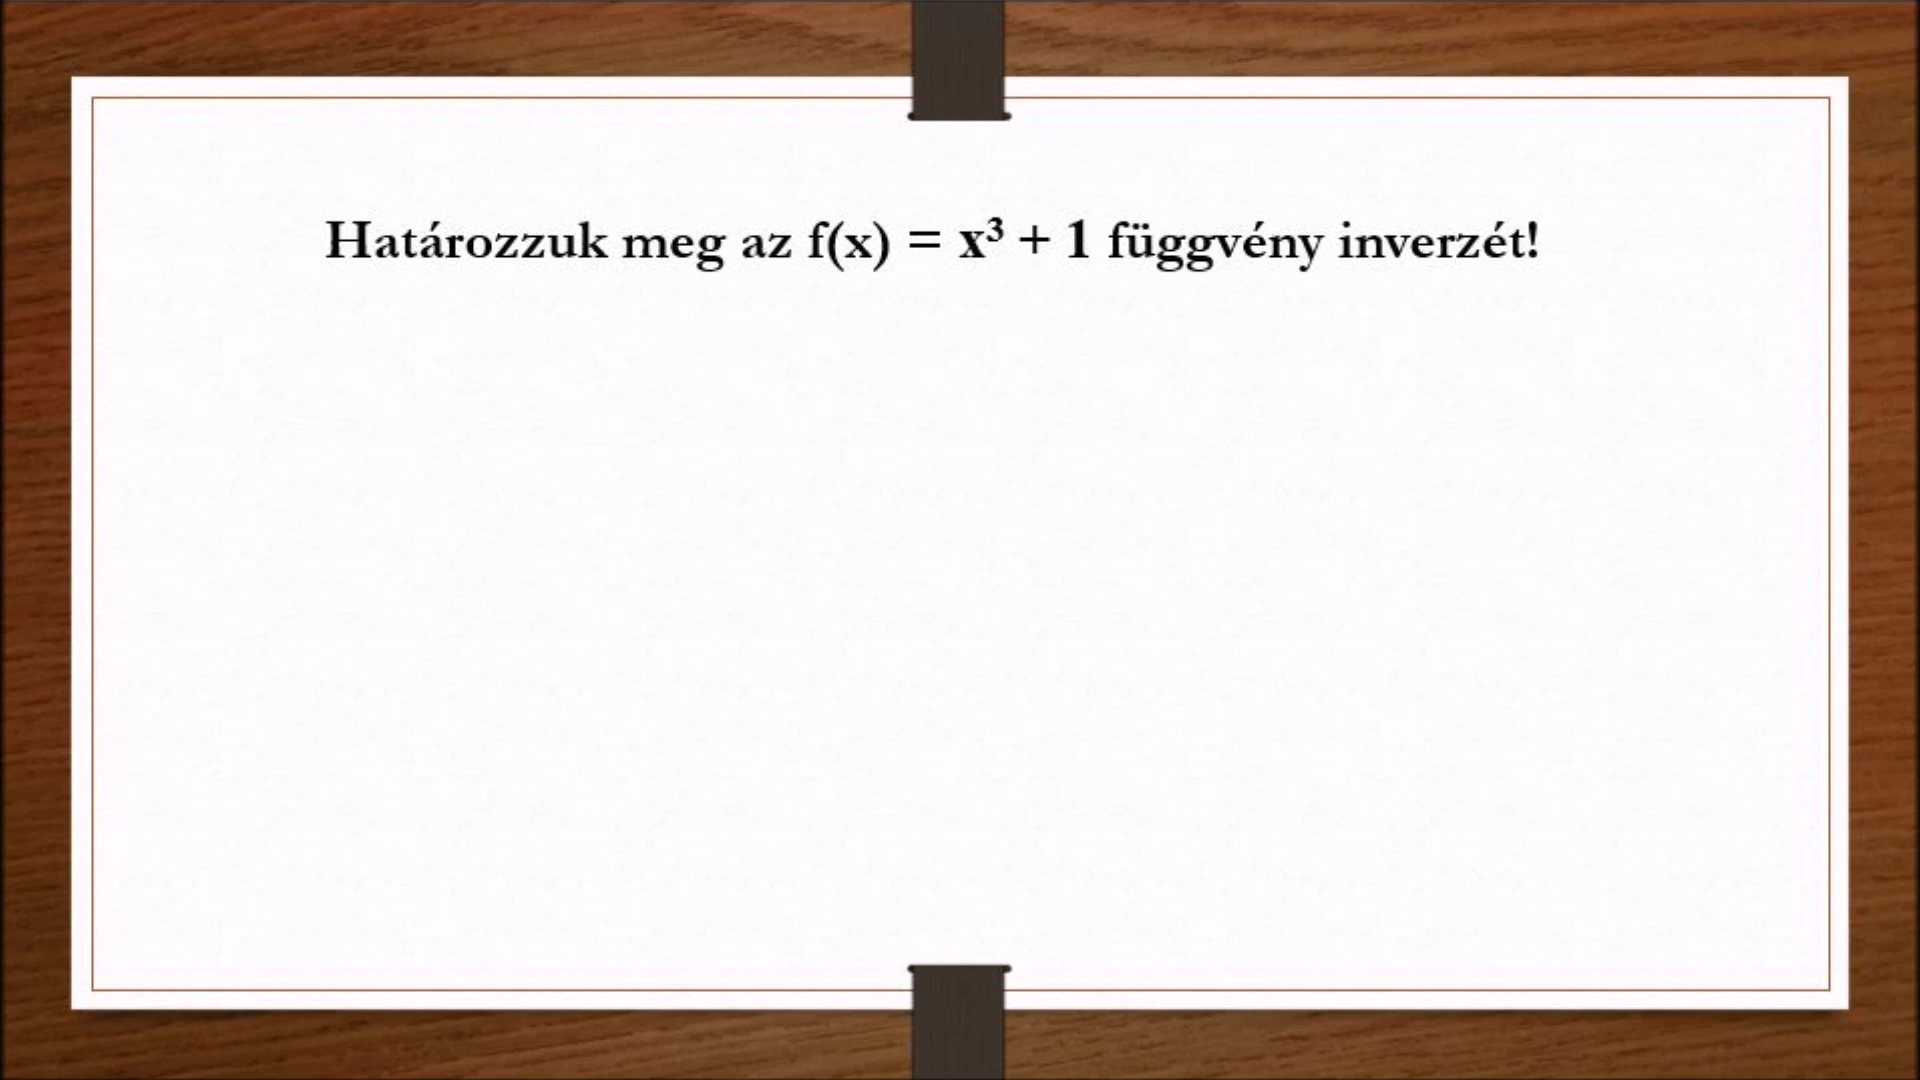 Határozzuk meg az f(x) = x³ + 1 függvény inverzét!